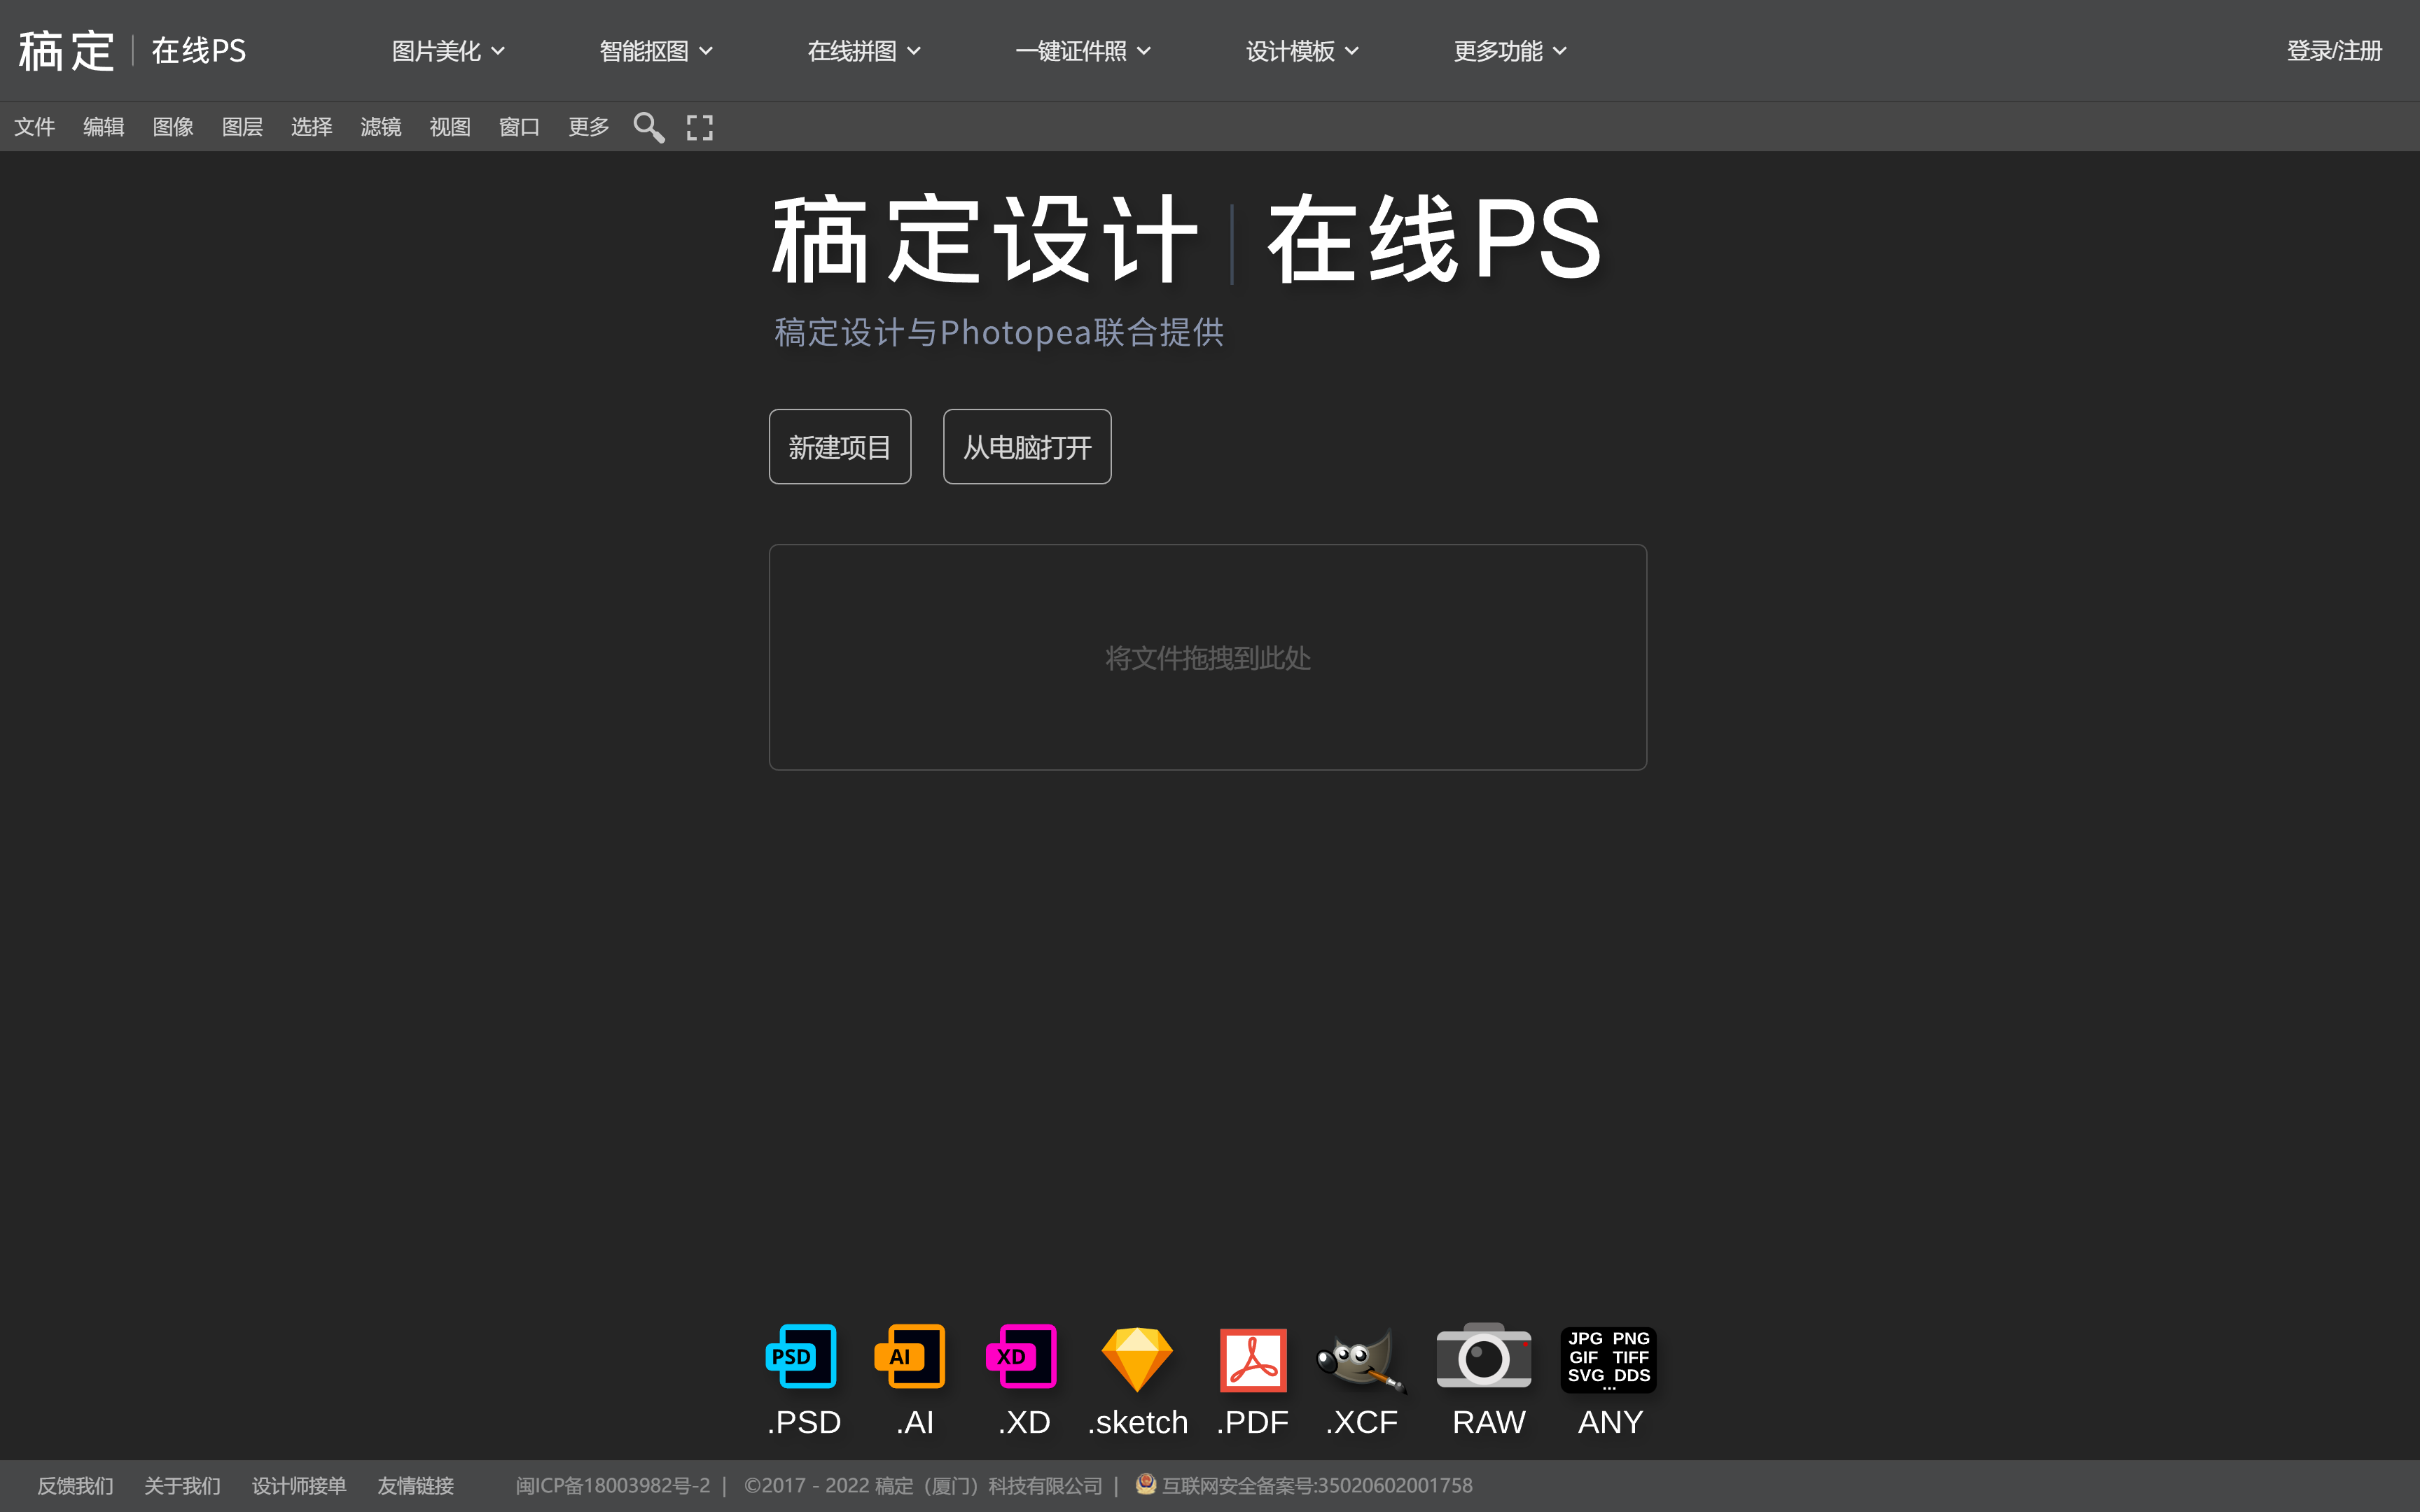 稿定 | 在线PS 图片美化 智能抠图 在线拼图 一键证件照 设计模板 更多功能 登录/注册
文件 编辑 图像 图层 选择 滤镜 视图 窗口 更多
稿定设计 | 在线PS
稿定设计与Photopea联合提供
新建项目 从电脑打开
将文件拖拽到此处
PSD AI XD JPG PNG
GIF TIFF
SVG DDS
...
.PSD .AI .XD .sketch .PDF .XCF RAW ANY
反馈我们 关于我们 设计师接单 友情链接 闽ICP备18003982号-2 | ©2017 - 2022 稿定（厦门）科技有限公司 | 互联网安全备案号:35020602001758